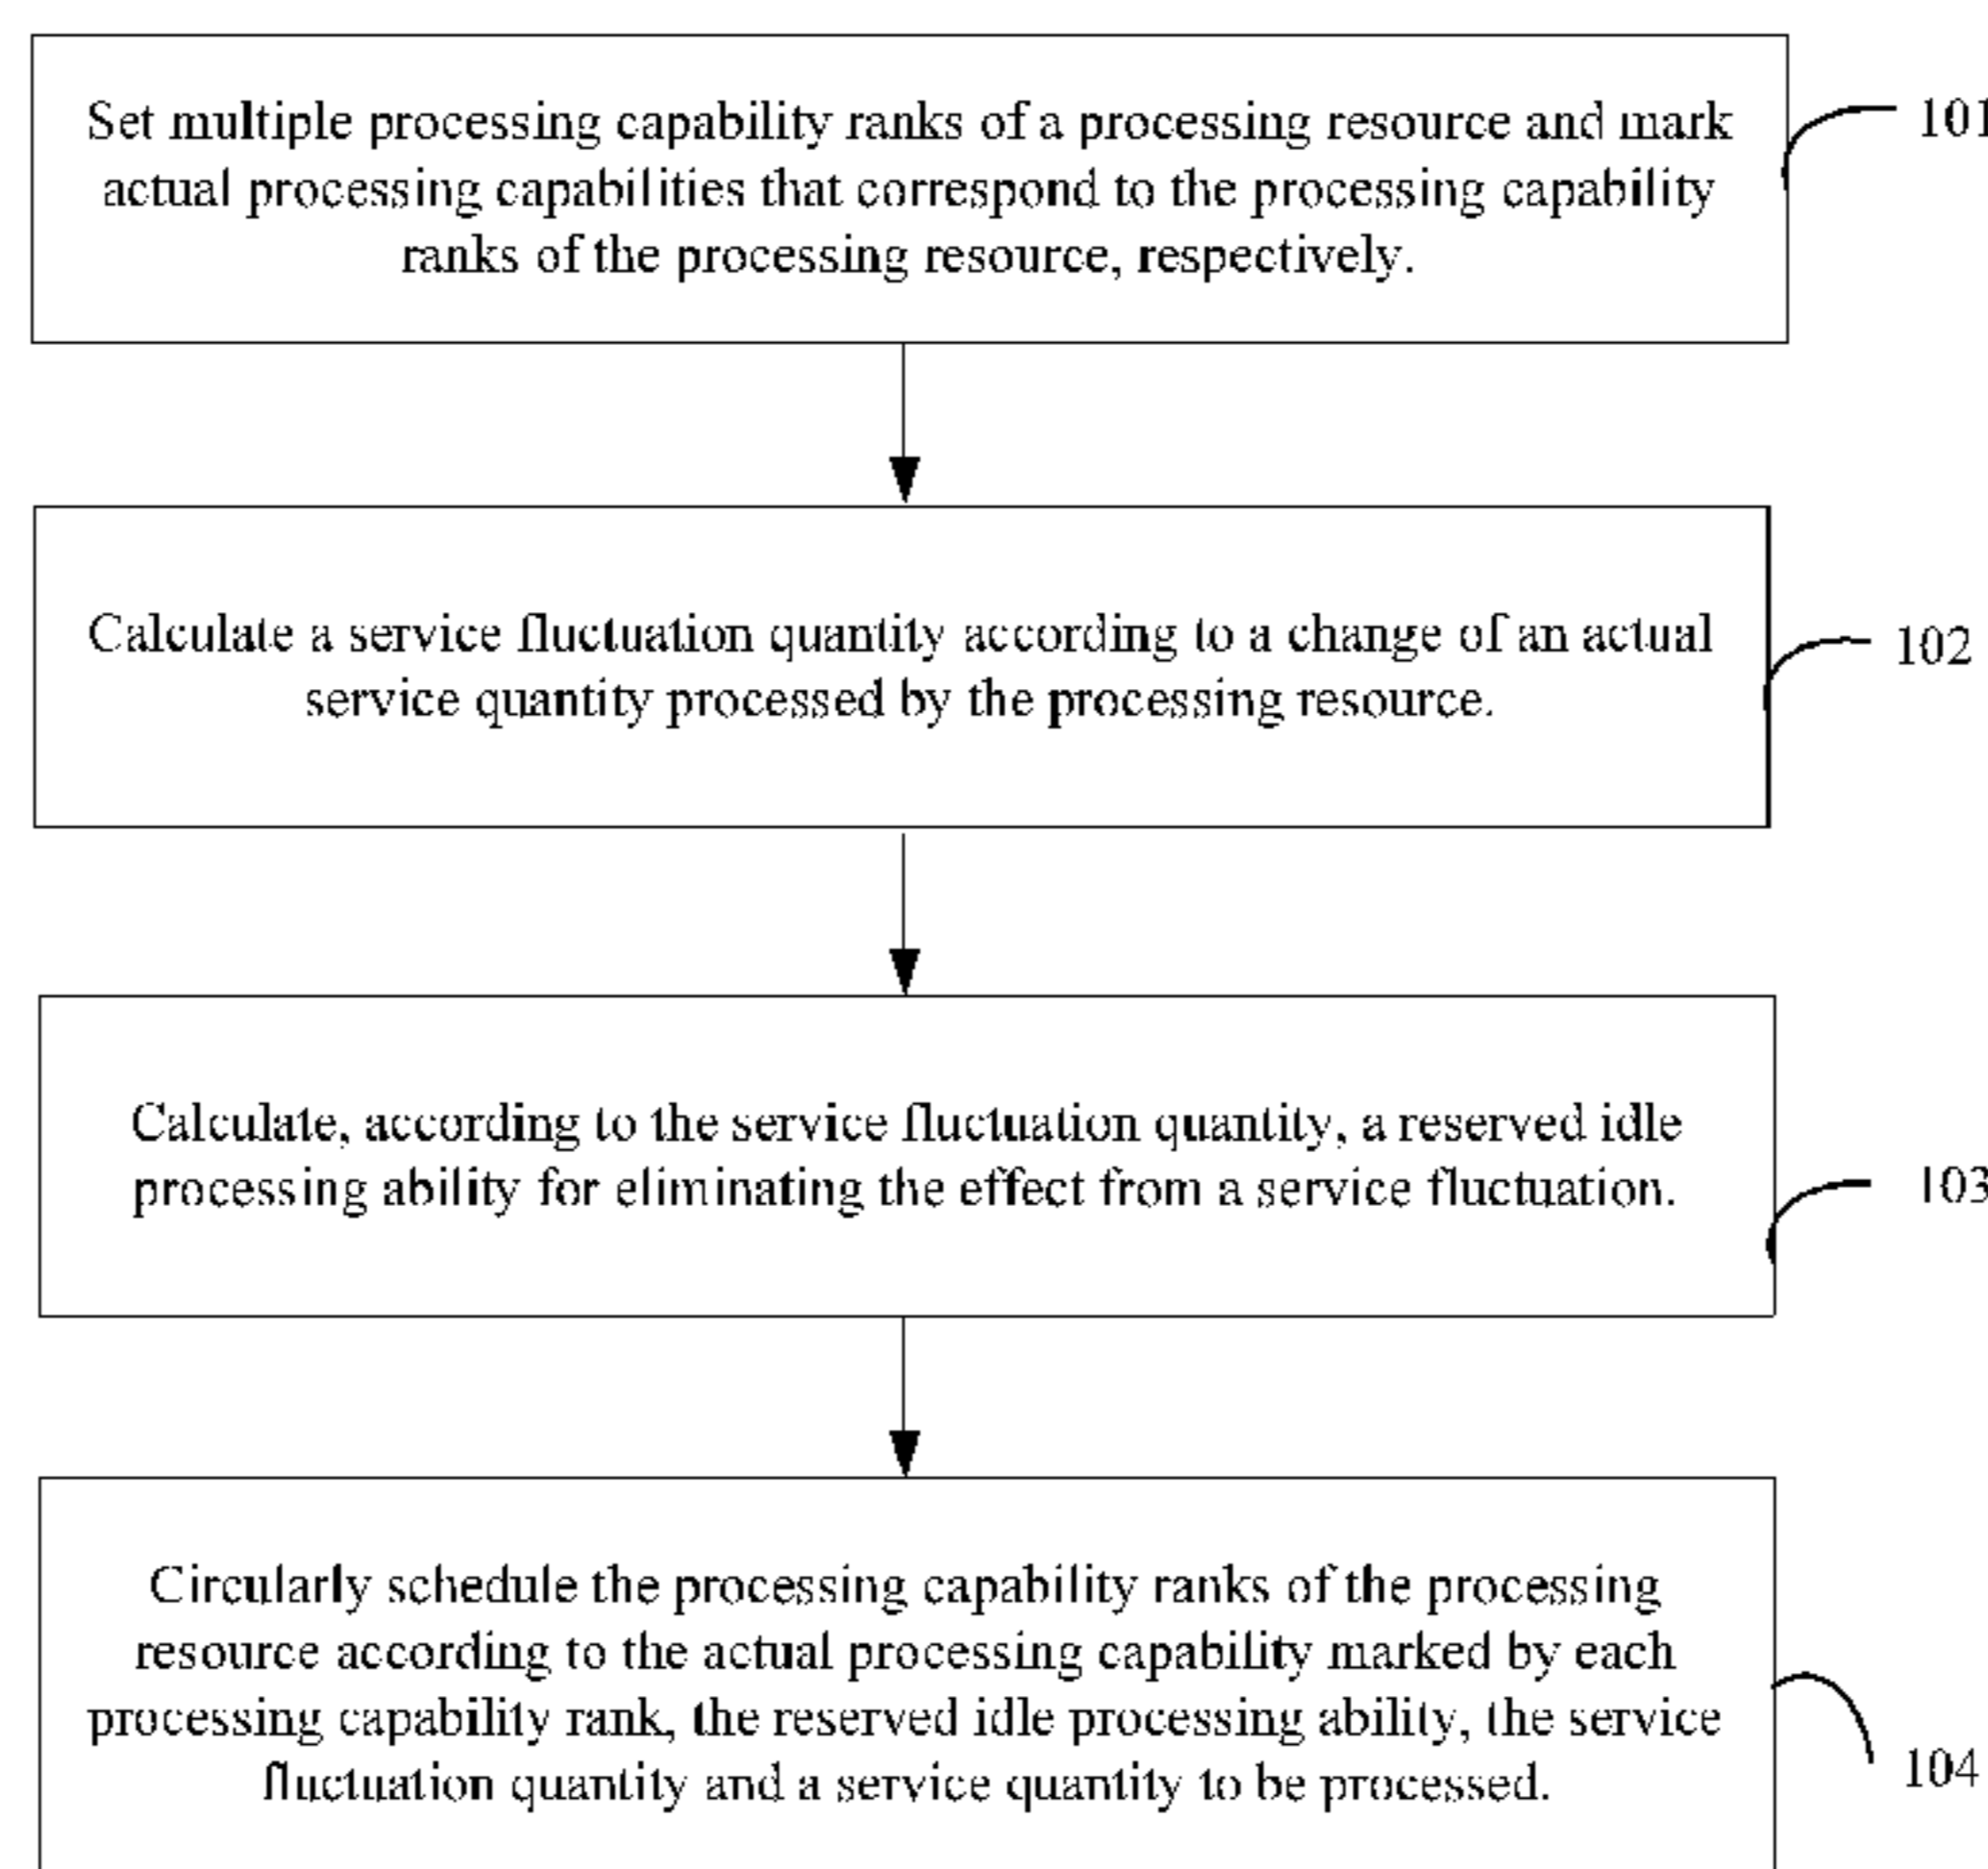 Set multiple processing capability ranks of a processing resource and mark
actual processing capabilities that correspond to the processing capability
ranks of the processing resource, respectively.
101
Calculate a service fluctuation quantity according to a change of an actual
service quantity processed by the processing resource.
102
Calculate, according to the service fluctuation quantity, a reserved idle
processing ability for eliminating the effect from a service fluctuation.
103
Circularly schedule the processing capability ranks of the processing
resource according to the actual processing capability marked by each
processing capability rank, the reserved idle processing ability, the service
fluctuation quantity and a service quantity to be processed.
104